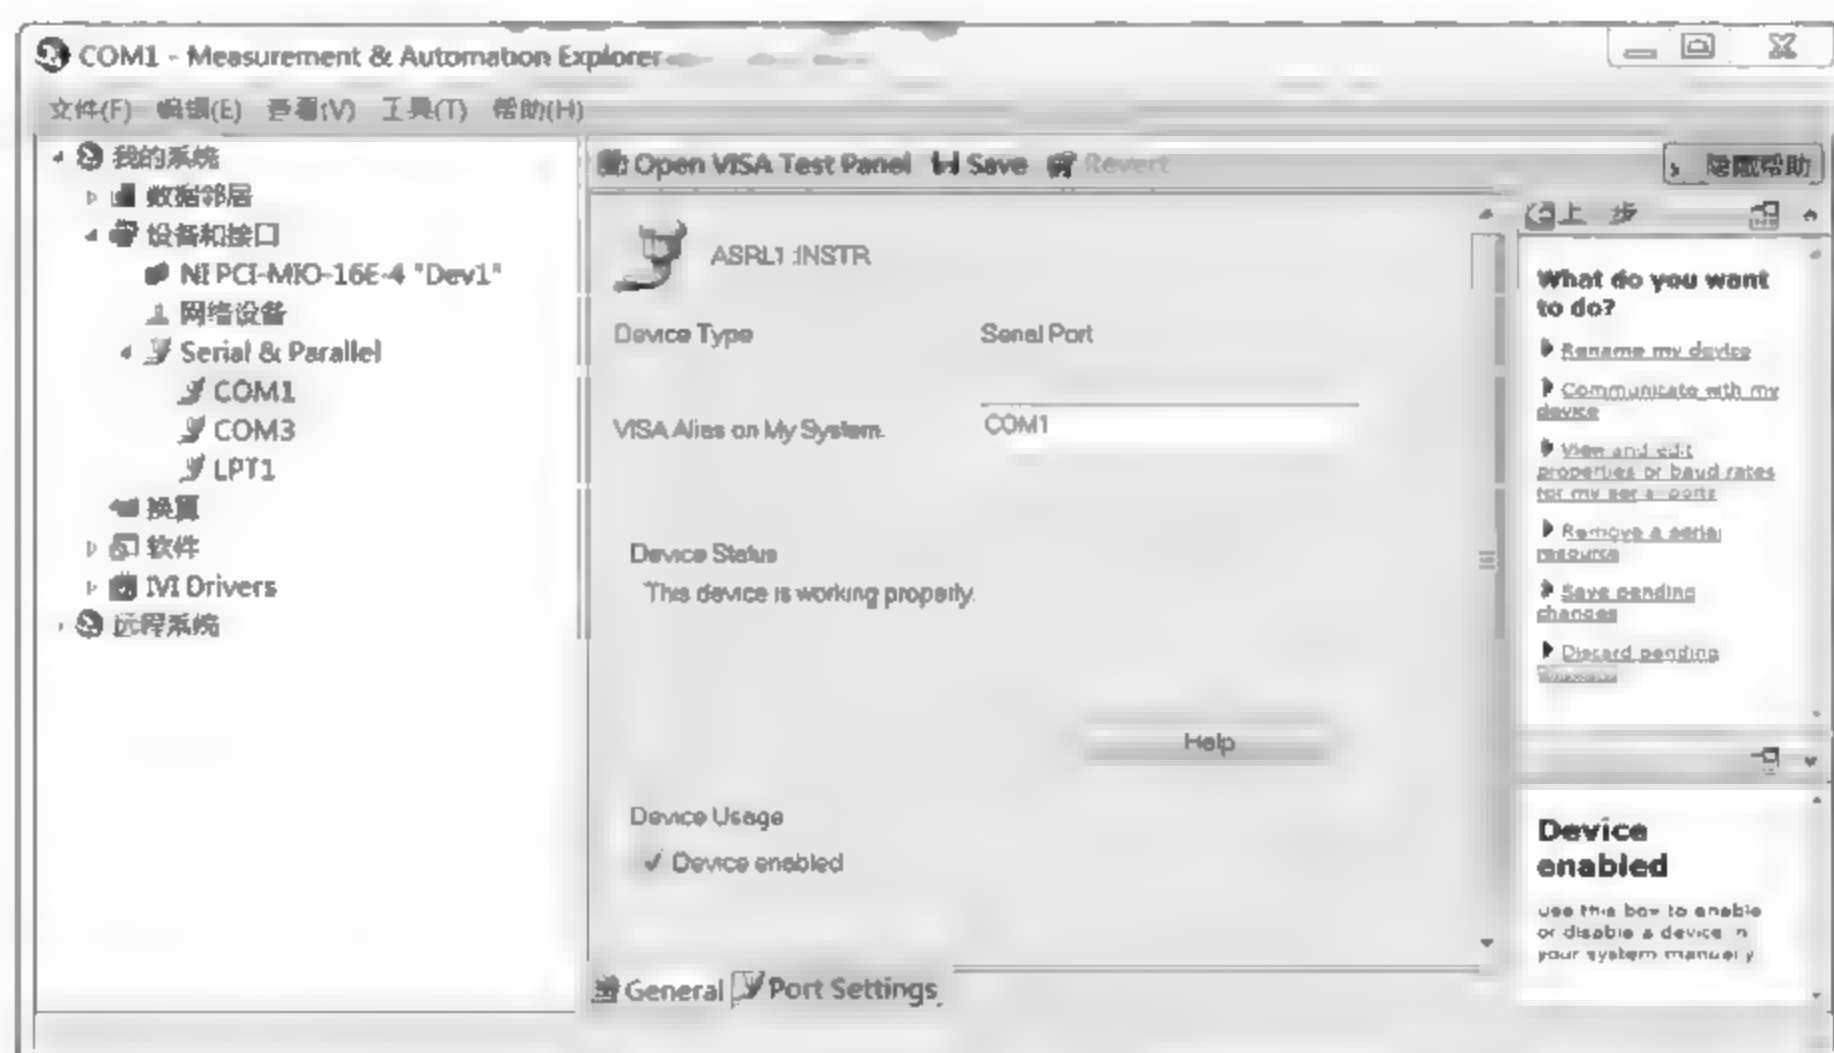 COM1 - Measurement & Automation Explorer
文件(F) 编辑(E) 查看(V) 工具(T) 帮助(H)
我的系统
数据邻居
设备和接口
NI PCI-MIO-16E-4 "Dev1"
网络设备
Serial & Parallel
COM1
COM3
LPT1
换算
软件
IVI Drivers
远程系统
Open VISA Test Panel Save Revert
隐藏帮助
ASRL1::INSTR
Device Type Serial Port
VISA Alias on My System: COM1
Device Status
This device is working properly.
Help
Device Usage
Device enabled
General Port Settings
上 步
What do you want
to do?
Rename my device
Communicate with my
device
View and edit
properties or baud rates
for my serial ports
Remove a serial
resource
Save pending
changes
Discard pending
Device
enabled
Use this box to enable
or disable a device in
your system manually